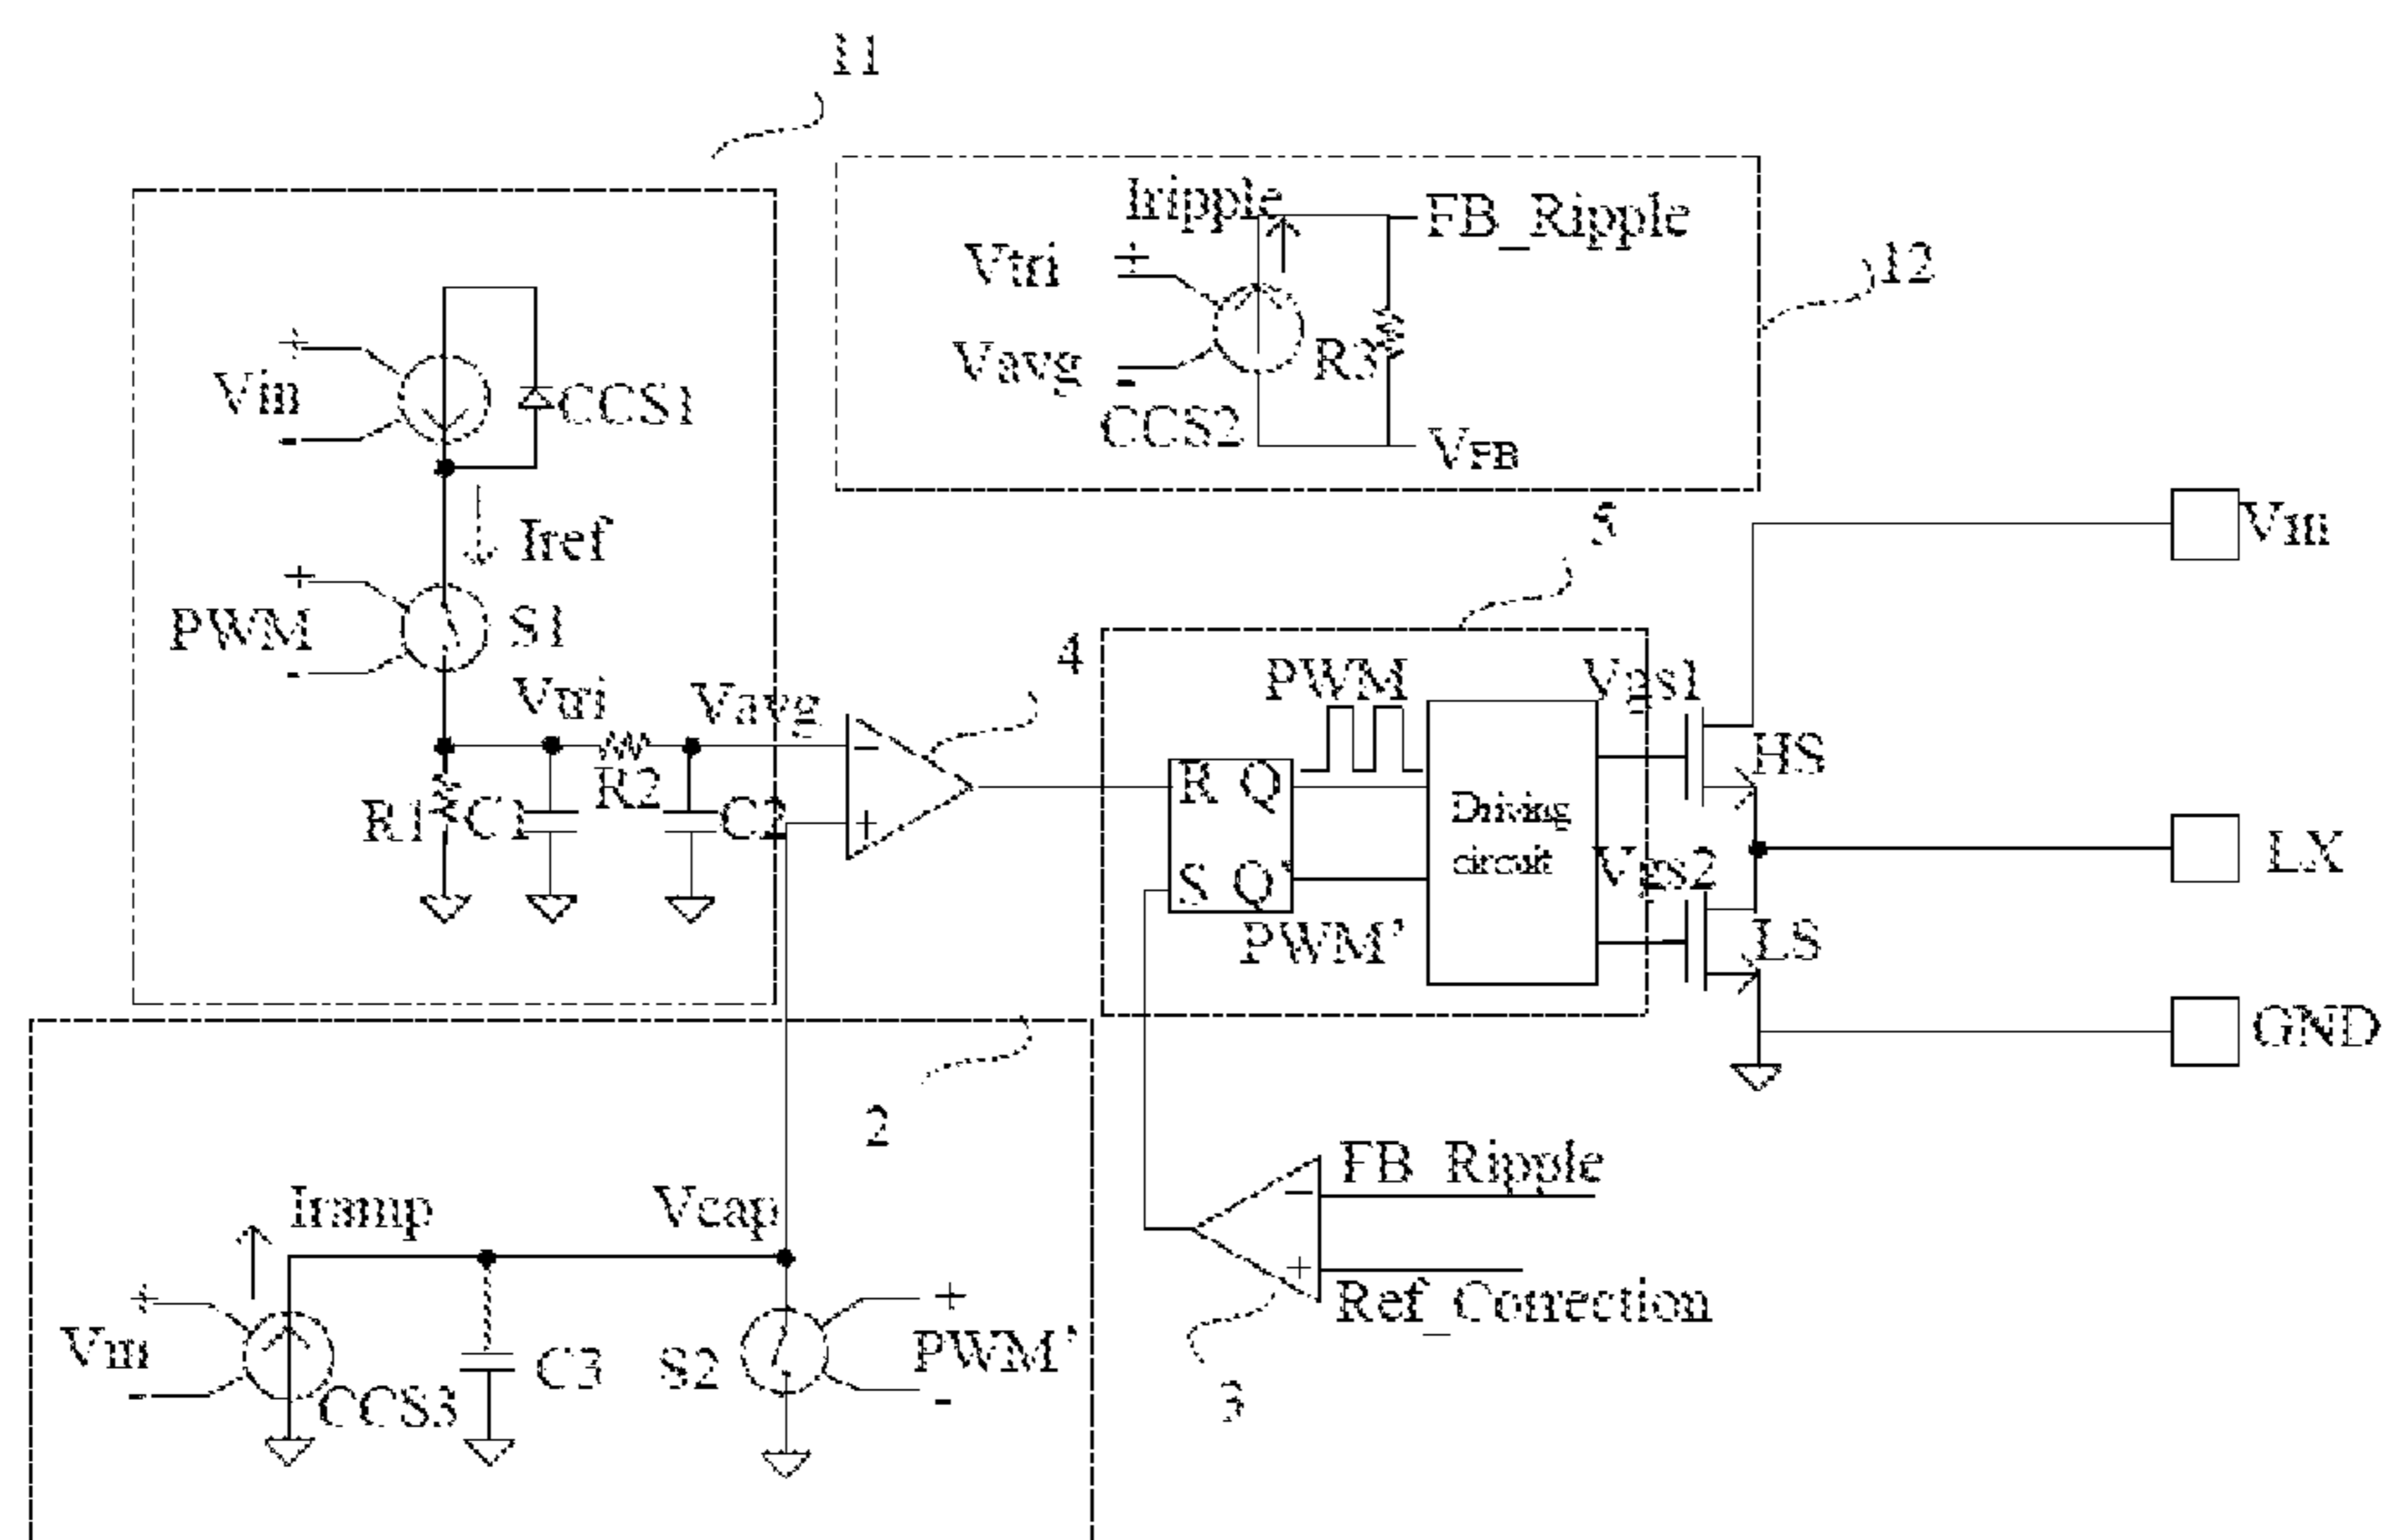 11
Iripple
FB_Ripple
Vtri
+
12
Vavg
-
R3
CCS2
VFB
+
Vin
-
CCS1
Iref
5
Vin
+
PWM
-
S1
4
Vtri
Vavg
PWM
Vgs1
HS
R1
C1
R2
C2
-
+
R Q
S Q'
PWM'
Driving
circuit
Vgs2
LX
LS
GND
2
Iramp
Vcap
FB_Ripple
-
+
Ref_Correction
+
Vin
-
CCS3
C3
S2
+
PWM'
-
3